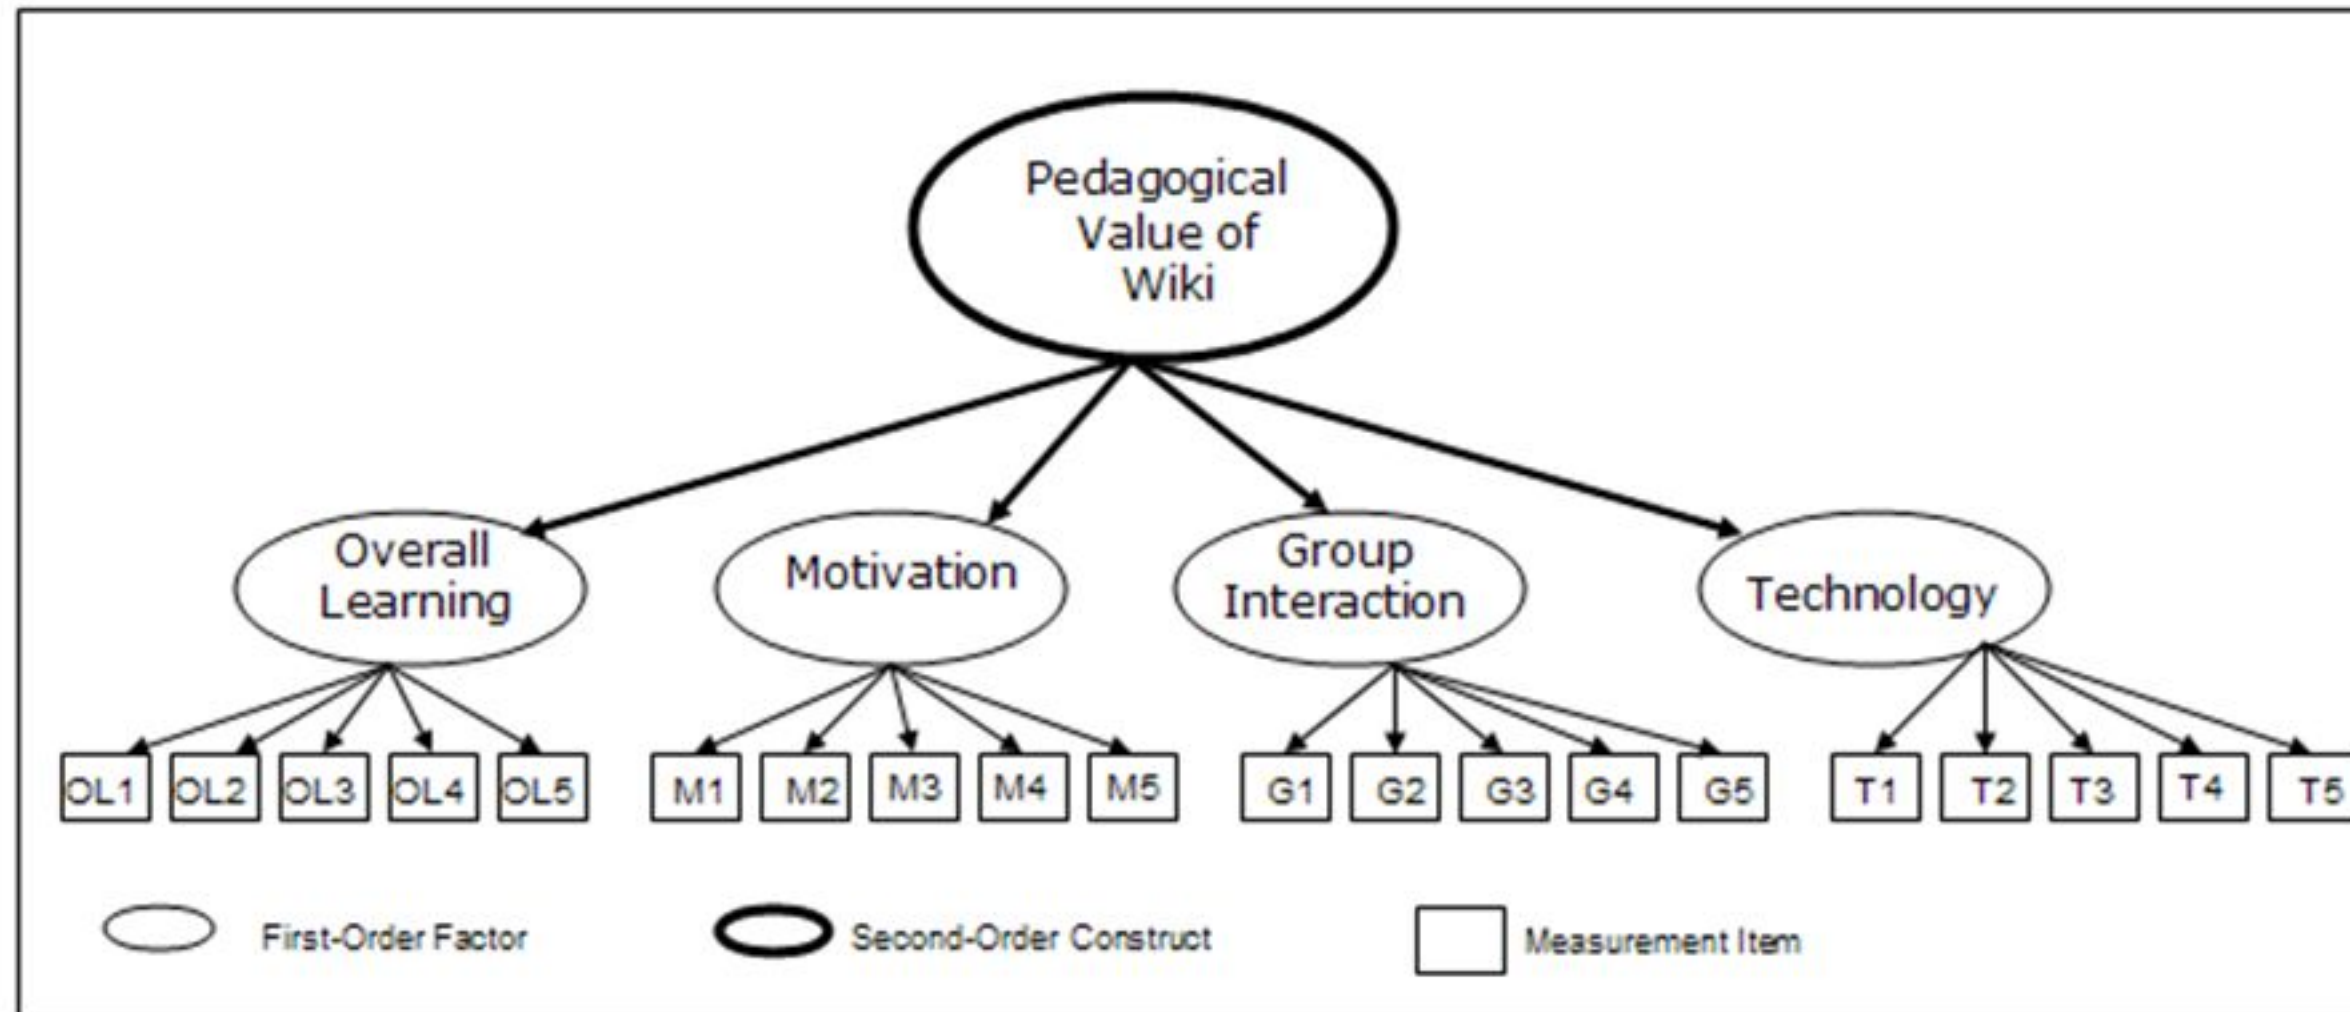 Pedagogical
Value of
Wiki
Overall
Learning
Motivation
Group
Interaction
Technology
OL1 OL2 OL3 OL4 OL5 M1 M2 M3 M4 M5 G1 G2 G3 G4 G5 T1 T2 T3 T4 T5
First-Order Factor Second-Order Construct Measurement Item